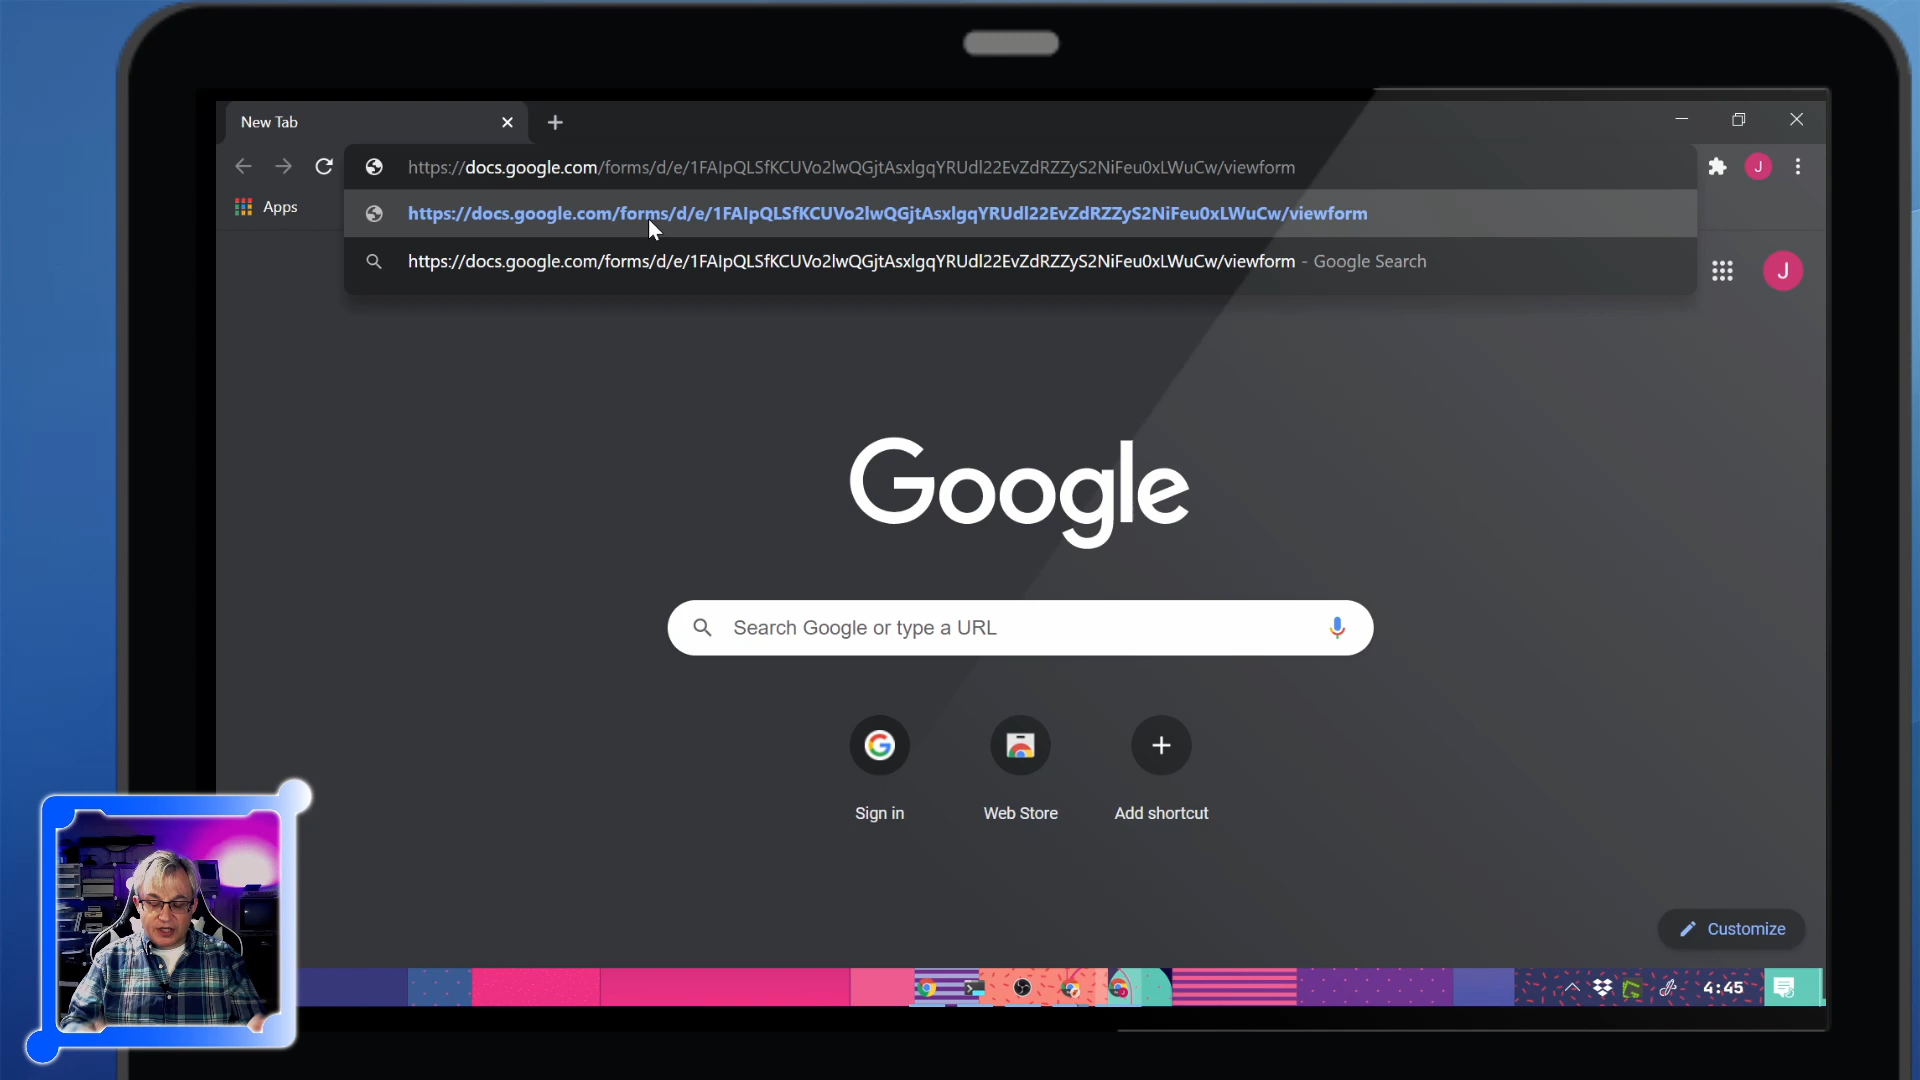 New Tab
https://docs.google.com/forms/d/e/1FAIpQLSfKCUVo2lwQGjtAsxlgqYRUdl22EvZdRZZyS2NiFeu0xLWuCw/viewform
Apps
https://docs.google.com/forms/d/e/1FAIpQLSfKCUVo2lwQGjtAsxlgqYRUdl22EvZdRZZyS2NiFeu0xLWuCw/viewform
https://docs.google.com/forms/d/e/1FAIpQLSfKCUVo2lwQGjtAsxlgqYRUdl22EvZdRZZyS2NiFeu0xLWuCw/viewform - Google Search
J
J
Google
Search Google or type a URL
Sign in
Web Store
Add shortcut
Customize
4:45